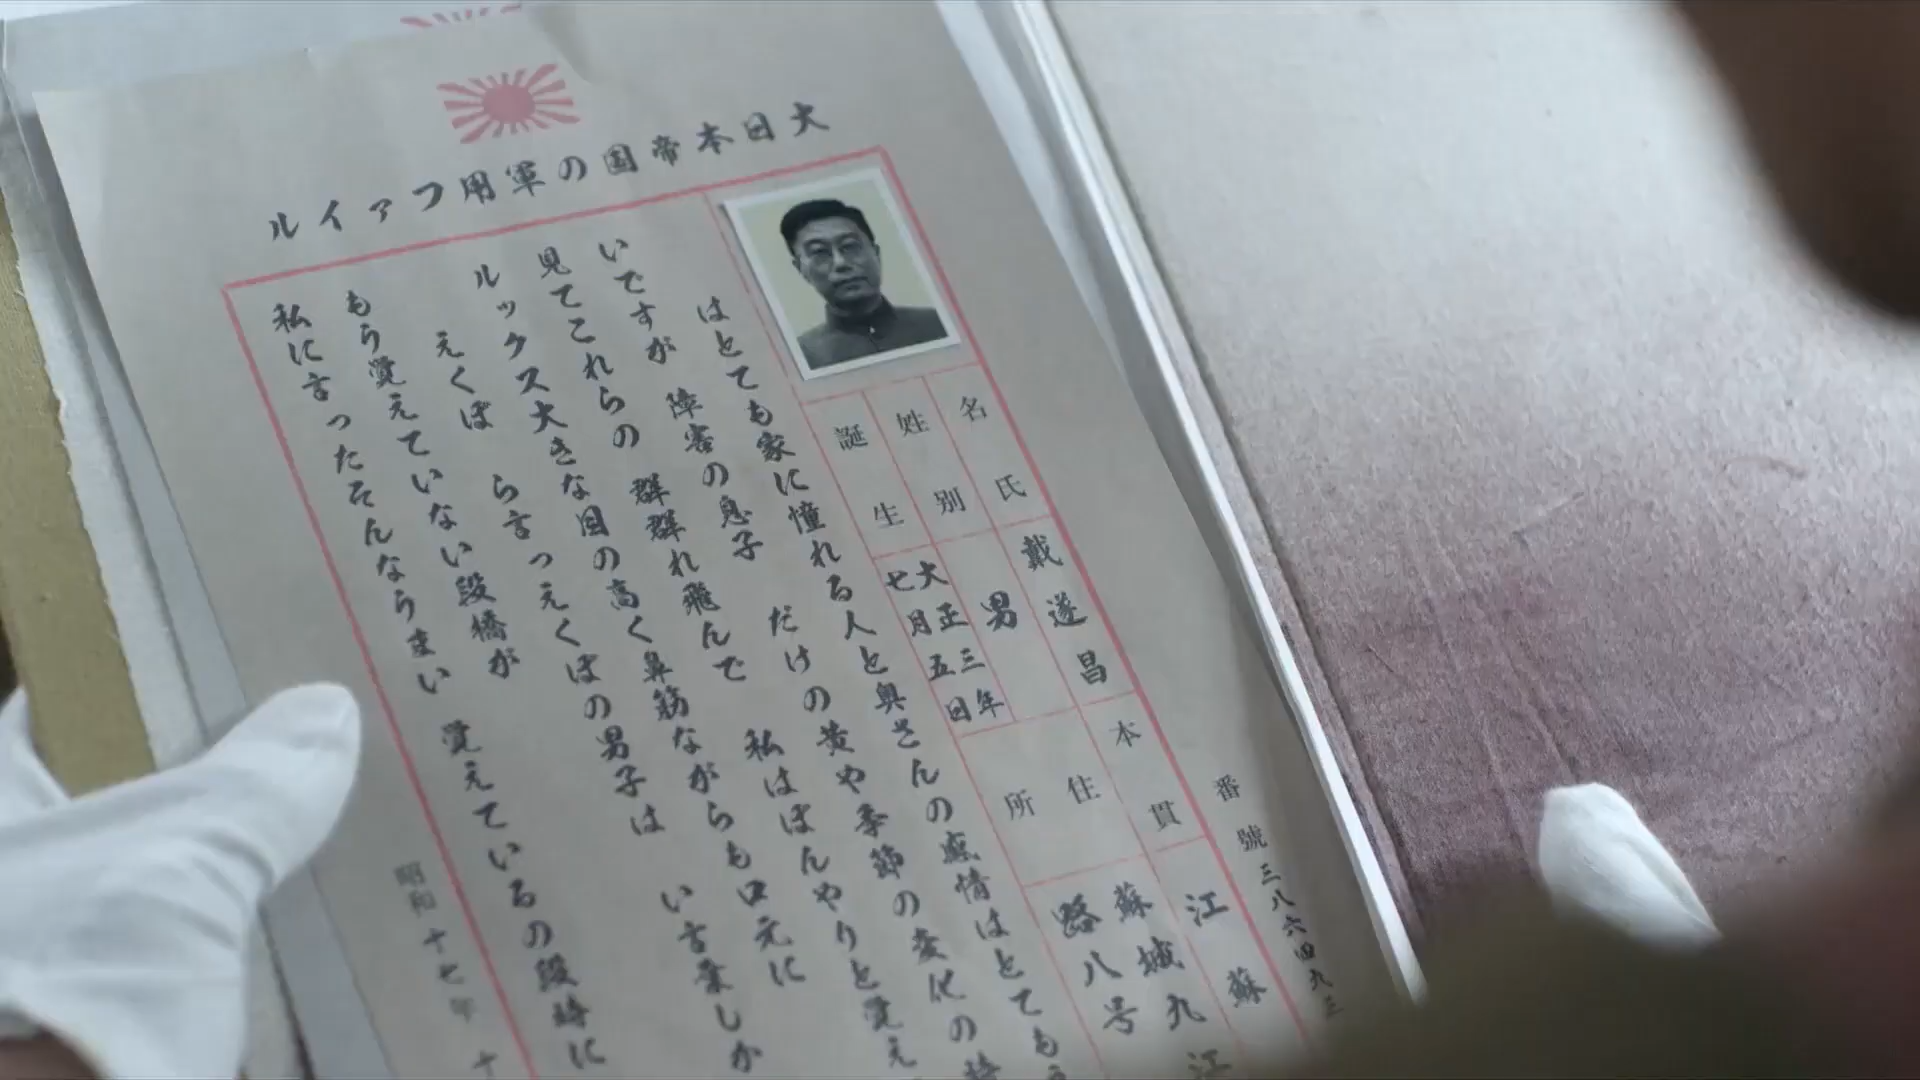 大日本帝国の軍用ファイル
番號三八六四九三
名氏
戴遂昌
姓別
男
誕生
大正三年
七月五日
本貫
江蘇
住所
蘇城九江
路八号
はとても家に憧れる人と奥さんの感情はとても
いですが 障害の息子 だけの黄や季節の変化の
見てこれらの 群群れ飛んで 私はぼんやりと覚え
ルックス大きな目の高く鼻筋ながらも口元に
えくぼ ら言っえくぼの男子は い言葉しか
もう覚えていない段橋が
私に言ったそんならまい 覚えているの段時に
昭和十七年十